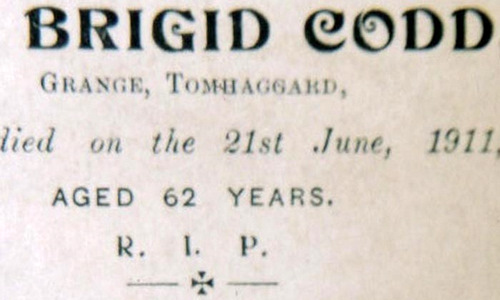 BRIGID CODD
GRANGE, TOMHAGGARD,
died on the 21st June, 1911,
AGED 62 YEARS.
R. I. P.